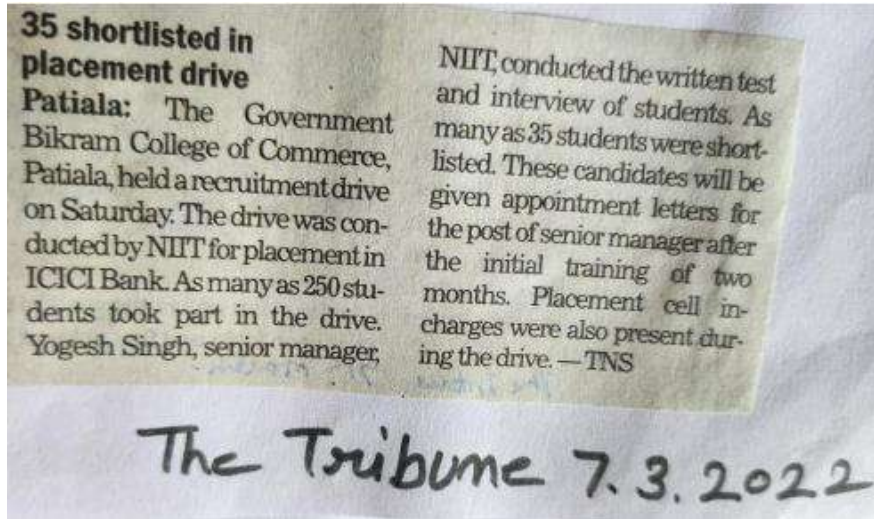 35 shortlisted in
placement drive
Patiala: The Government
Bikram College of Commerce,
Patiala, held a recruitment drive
on Saturday. The drive was con-
ducted by NIIT for placement in
ICICI Bank. As many as 250 stu-
dents took part in the drive.
Yogesh Singh, senior manager,
NIIT, conducted the written test
and interview of students. As
many as 35 students were short-
listed. These candidates will be
given appointment letters for
the post of senior manager after
the initial training of two
months. Placement cell in-
charges were also present dur-
ing the drive. — TNS
The Tribune 7.3.2022